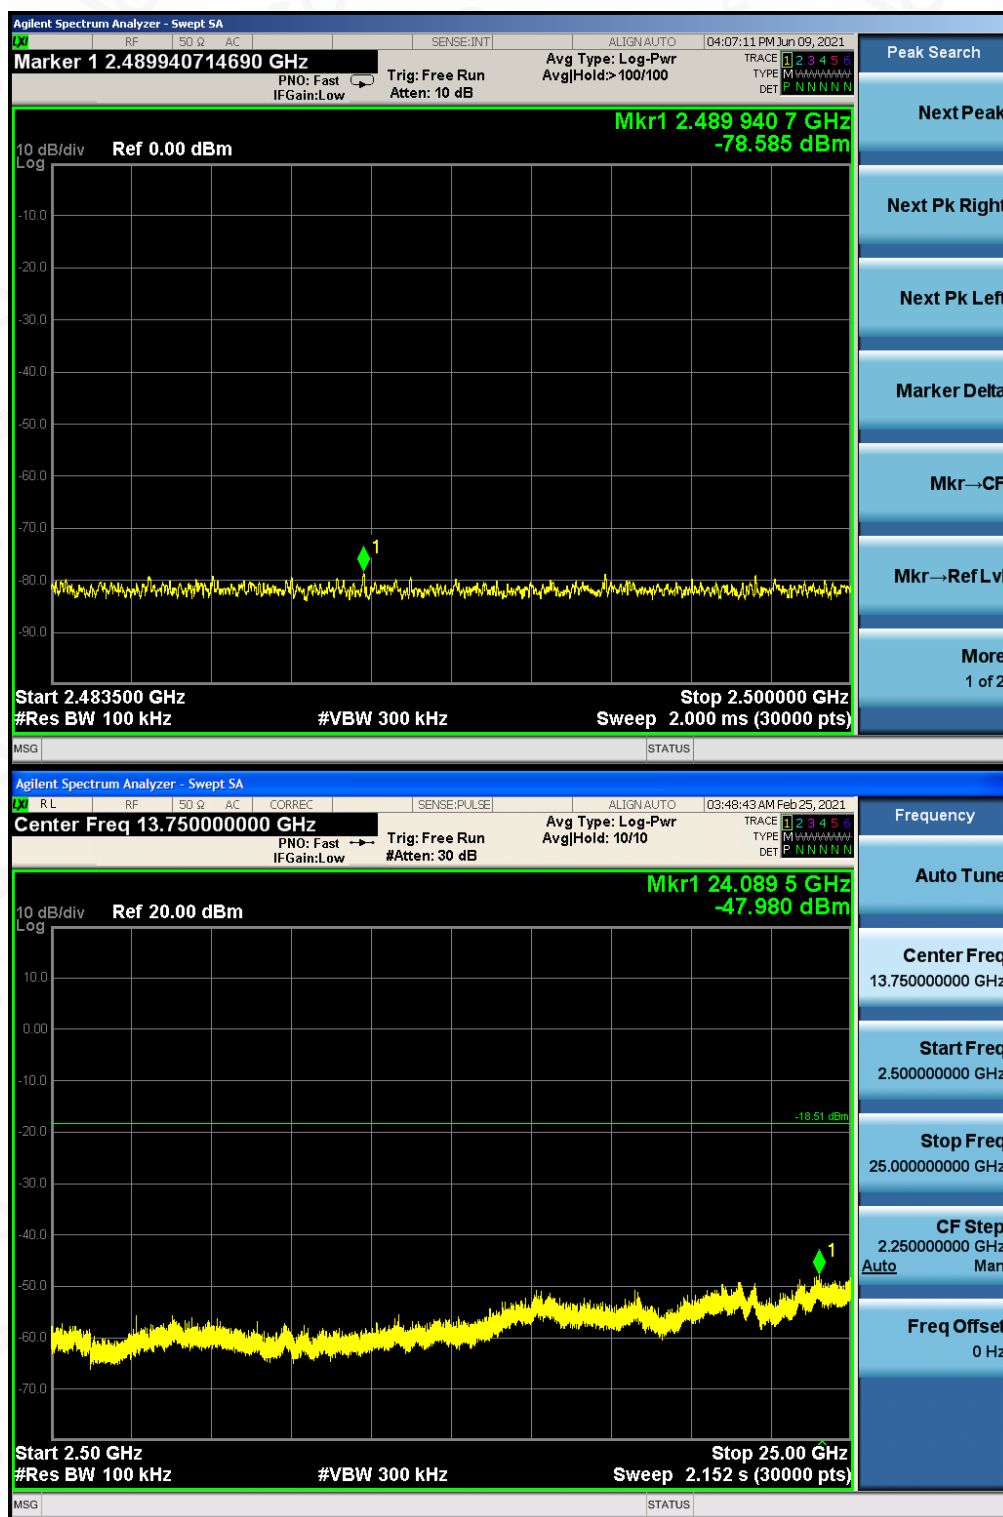 Agilent Spectrum Analyzer - Swept SA
LXI RF 50 Ω AC SENSE:INT ALIGN AUTO 04:07:11 PM Jun 09, 2021
Marker 1 2.489940714690 GHz
PNO: Fast
IFGain:Low
Trig: Free Run
Atten: 10 dB
Avg Type: Log-Pwr
Avg|Hold:>100/100
TRACE 1 2 3 4 5 6
TYPE M
DET P N N N N N
Mkr1 2.489 940 7 GHz
-78.585 dBm
10 dB/div Ref 0.00 dBm
Log
-10.0
-20.0
-30.0
-40.0
-50.0
-60.0
-70.0
1
-80.0
-90.0
Start 2.483500 GHz Stop 2.500000 GHz
#Res BW 100 kHz #VBW 300 kHz Sweep 2.000 ms (30000 pts)
MSG STATUS
Peak Search
Next Peak
Next Pk Right
Next Pk Left
Marker Delta
Mkr→CF
Mkr→Ref Lvl
More
1 of 2
Agilent Spectrum Analyzer - Swept SA
LXI RL RF 50 Ω AC CORREC SENSE:PULSE ALIGN AUTO 03:48:43 AM Feb 25, 2021
Center Freq 13.750000000 GHz
PNO: Fast
IFGain:Low
Trig: Free Run
#Atten: 30 dB
Avg Type: Log-Pwr
Avg|Hold: 10/10
TRACE 1 2 3 4 5 6
TYPE M
DET P N N N N N
Mkr1 24.089 5 GHz
-47.980 dBm
10 dB/div Ref 20.00 dBm
Log
10.0
0.00
-10.0
-18.51 dBm
-20.0
-30.0
-40.0
1
-50.0
-60.0
-70.0
Start 2.50 GHz Stop 25.00 GHz
#Res BW 100 kHz #VBW 300 kHz Sweep 2.152 s (30000 pts)
MSG STATUS
Frequency
Auto Tune
Center Freq
13.750000000 GHz
Start Freq
2.500000000 GHz
Stop Freq
25.000000000 GHz
CF Step
2.250000000 GHz
Auto Man
Freq Offset
0 Hz